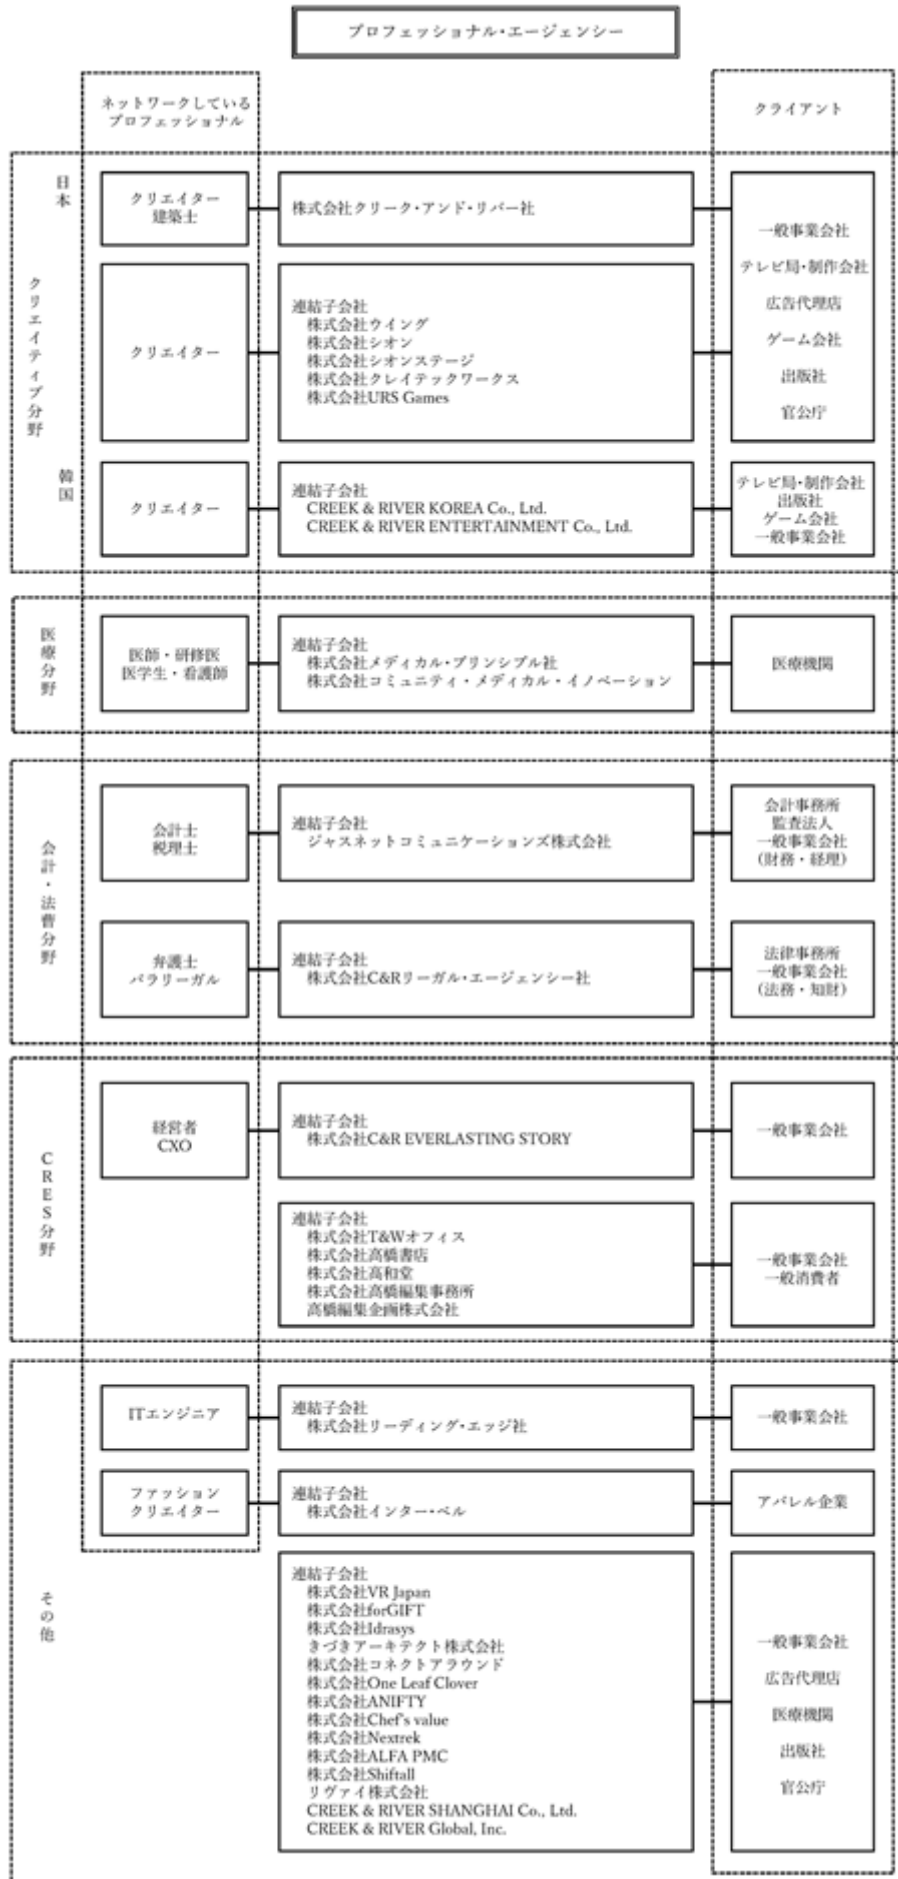 プロフェッショナル・エージェンシー
ネットワークしている
プロフェッショナル
クライアント
クリエイティブ分野
日本
クリエイター
建築士
株式会社クリーク・アンド・リバー社
クリエイター
連結子会社
株式会社ウイング
株式会社シオン
株式会社シオンステージ
株式会社クレイテックワークス
株式会社URS Games
一般事業会社
テレビ局・制作会社
広告代理店
ゲーム会社
出版社
官公庁
韓国
クリエイター
連結子会社
CREEK & RIVER KOREA Co., Ltd.
CREEK & RIVER ENTERTAINMENT Co., Ltd.
テレビ局・制作会社
出版社
ゲーム会社
一般事業会社
医療分野
医師・研修医
医学生・看護師
連結子会社
株式会社メディカル・プリンシプル社
株式会社コミュニティ・メディカル・イノベーション
医療機関
会計・法曹分野
会計士
税理士
連結子会社
ジャスネットコミュニケーションズ株式会社
会計事務所
監査法人
一般事業会社
(財務・経理)
弁護士
パラリーガル
連結子会社
株式会社C&Rリーガル・エージェンシー社
法律事務所
一般事業会社
(法務・知財)
CRES分野
経営者
CXO
連結子会社
株式会社C&R EVERLASTING STORY
一般事業会社
連結子会社
株式会社T&Wオフィス
株式会社高橋書店
株式会社高和堂
株式会社高橋編集事務所
高橋編集企画株式会社
一般事業会社
一般消費者
その他
ITエンジニア
連結子会社
株式会社リーディング・エッジ社
一般事業会社
ファッション
クリエイター
連結子会社
株式会社インター・ベル
アパレル企業
連結子会社
株式会社VR Japan
株式会社forGIFT
株式会社Idrasys
きづきアーキテクト株式会社
株式会社コネクトアラウンド
株式会社One Leaf Clover
株式会社ANIFTY
株式会社Chef's value
株式会社Nextrek
株式会社ALFA PMC
株式会社Shiftall
リヴァイ株式会社
CREEK & RIVER SHANGHAI Co., Ltd.
CREEK & RIVER Global, Inc.
一般事業会社
広告代理店
医療機関
出版社
官公庁